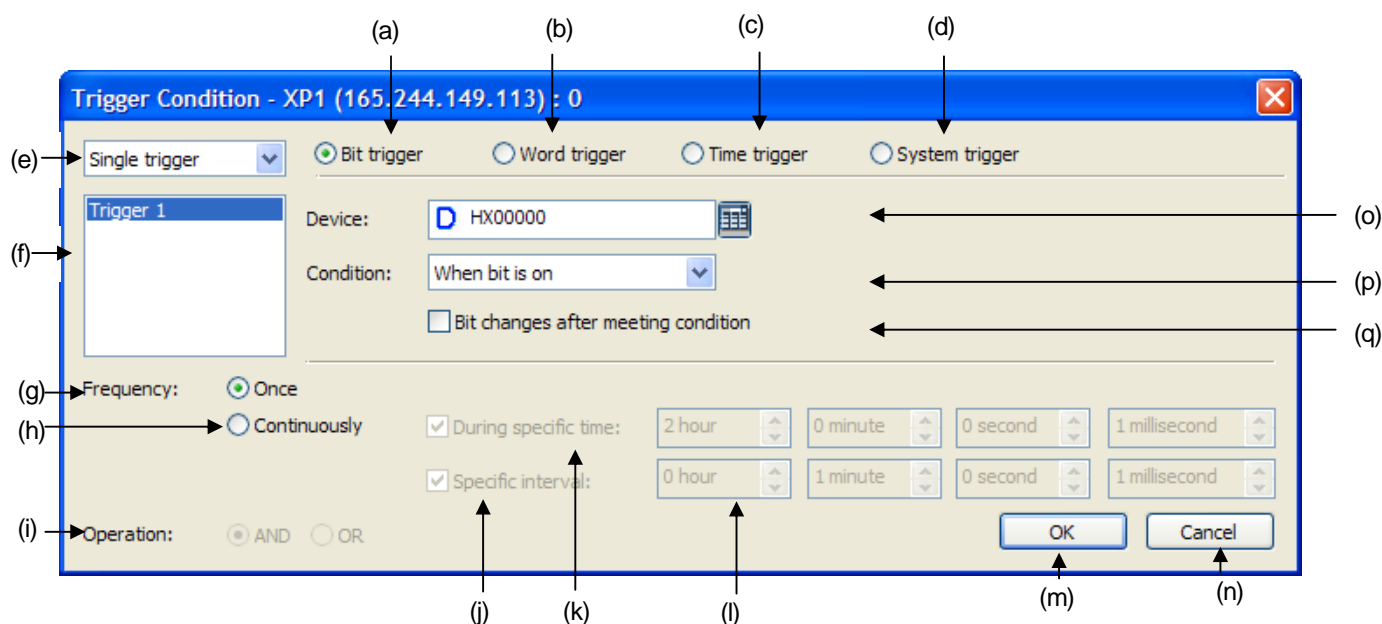 (a) (b) (c) (d)
Trigger Condition - XP1 (165.244.149.113) : 0
(e) Single trigger Bit trigger Word trigger Time trigger System trigger
Trigger 1 Device: D HX00000 (o)
(f) Condition: When bit is on (p)
Bit changes after meeting condition (q)
(g) Frequency: Once
(h) Continuously During specific time: 2 hour 0 minute 0 second 1 millisecond
Specific interval: 0 hour 1 minute 0 second 1 millisecond
(i) Operation: AND OR OK Cancel
(j) (k) (l) (m) (n)